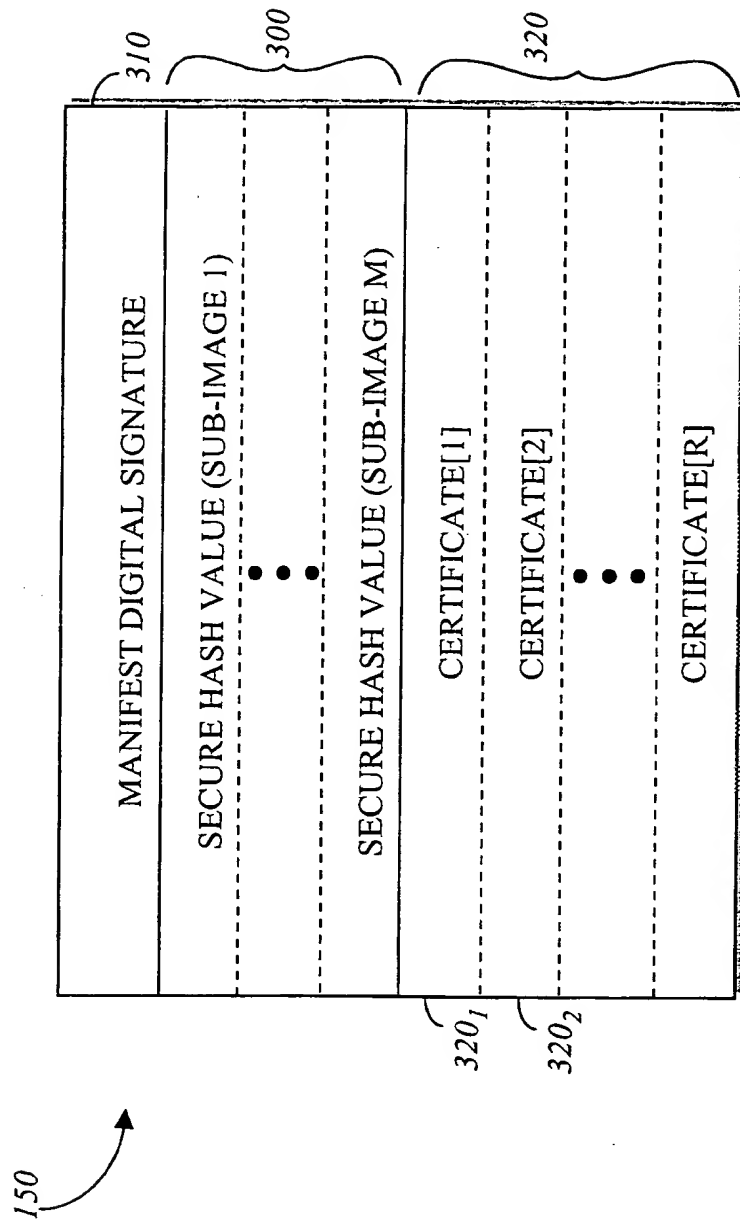 150
MANIFEST DIGITAL SIGNATURE
310
SECURE HASH VALUE (SUB-IMAGE 1)
SECURE HASH VALUE (SUB-IMAGE M)
300
320₁
CERTIFICATE[1]
320₂
CERTIFICATE[2]
CERTIFICATE[R]
320